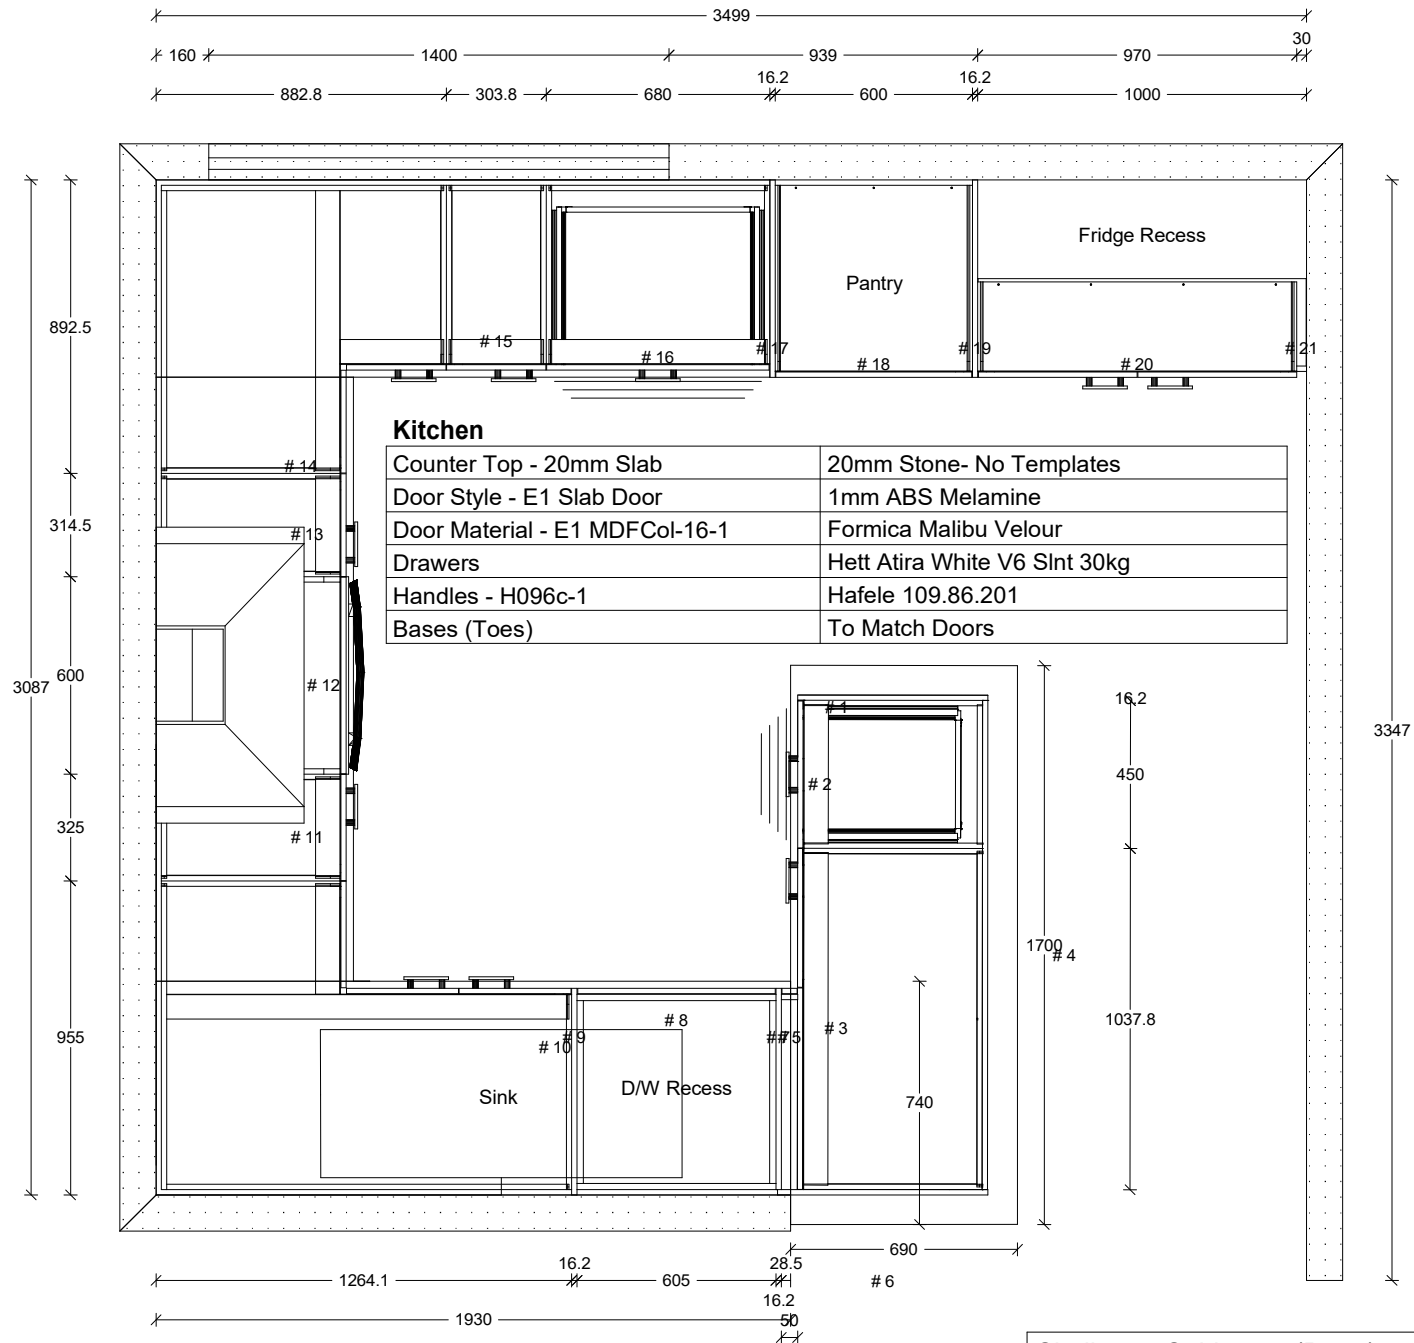 3499
160 1400 939 970 30
882.8 303.8 680 16.2 600 16.2 1000
Fridge Recess
Pantry
# 15
# 16
# 17
# 18
# 19
# 20
# 21
892.5
Kitchen
Counter Top - 20mm Slab 20mm Stone- No Templates
Door Style - E1 Slab Door 1mm ABS Melamine
Door Material - E1 MDFCol-16-1 Formica Malibu Velour
Drawers Hett Atira White V6 Slnt 30kg
Handles - H096c-1 Hafele 109.86.201
Bases (Toes) To Match Doors
# 14
314.5
# 13
600
3087
# 12
325
# 11
955
3347
16.2
# 1
450
# 2
1700
# 4
1037.8
# 3
740
# 8
# 9
# 10
# 5
Sink
D/W Recess
690
# 6
1264.1 16.2 605 28.5
16.2
1930 50